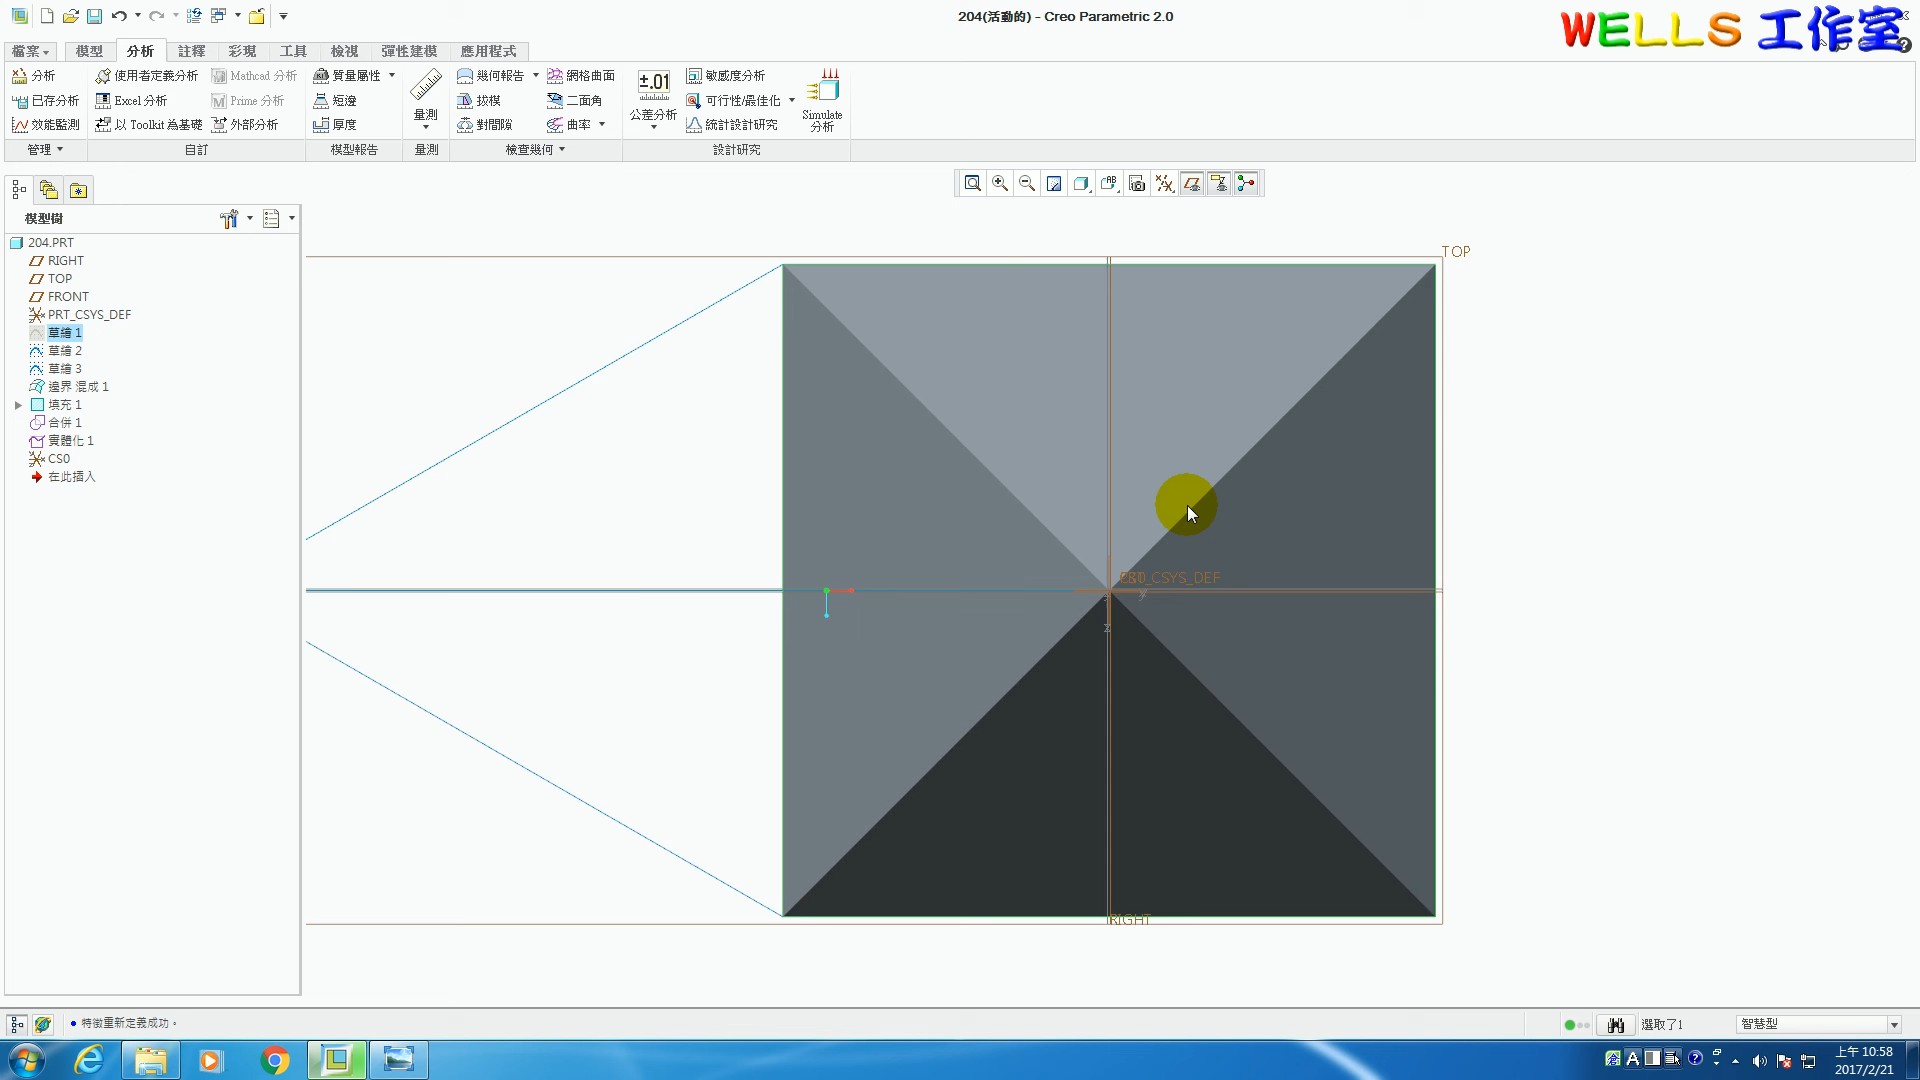 204(活動的) - Creo Parametric 2.0
WELLS 工作室
檔案 模型 分析 註釋 彩現 工具 檢視 彈性建模 應用程式
分析 使用者定義分析 Mathcad 分析 質量屬性 幾何報告 網格曲面 敏感度分析
已存分析 Excel 分析 Prime 分析 短邊 拔模 二面角 可行性/最佳化
效能監測 以 Toolkit 為基礎 外部分析 厚度 對間隙 曲率 統計設計研究
量測 ±.01 公差分析 Simulate 分析
管理 自訂 模型報告 量測 檢查幾何 設計研究
模型樹
204.PRT
RIGHT
TOP
FRONT
PRT_CSYS_DEF
草繪 1
草繪 2
草繪 3
邊界 混成 1
填充 1
合併 1
實體化 1
CS0
在此插入
TOP
_CSYS_DEF
y
z
RIGHT
特徵重新定義成功。
選取了1
智慧型
上午 10:58
2017/2/21